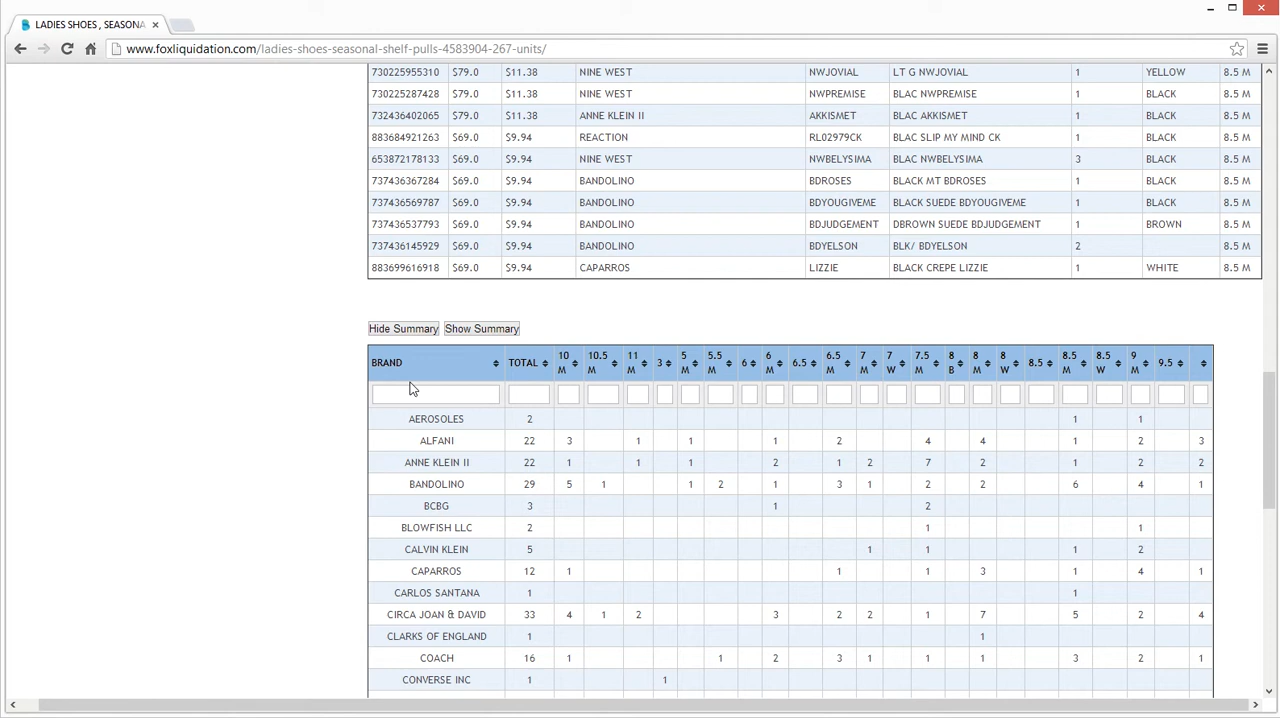 LADIES SHOES , SEASONA
www.foxliquidation.com/ladies-shoes-seasonal-shelf-pulls-4583904-267-units/
730225955310 $79.0 $11.38 NINE WEST NWJOVIAL LT G NWJOVIAL 1 YELLOW 8.5 M
730225287428 $79.0 $11.38 NINE WEST NWPREMISE BLAC NWPREMISE 1 BLACK 8.5 M
732436402065 $79.0 $11.38 ANNE KLEIN II AKKISMET BLAC AKKISMET 1 BLACK 8.5 M
883684921263 $69.0 $9.94 REACTION RL02979CK BLAC SLIP MY MIND CK 1 BLACK 8.5 M
653872178133 $69.0 $9.94 NINE WEST NWBELYSIMA BLAC NWBELYSIMA 3 BLACK 8.5 M
737436367284 $69.0 $9.94 BANDOLINO BDROSES BLACK MT BDROSES 1 BLACK 8.5 M
737436569787 $69.0 $9.94 BANDOLINO BDYOUGIVEME BLACK SUEDE BDYOUGIVEME 1 BLACK 8.5 M
737436537793 $69.0 $9.94 BANDOLINO BDJUDGEMENT DBROWN SUEDE BDJUDGEMENT 1 BROWN 8.5 M
737436145929 $69.0 $9.94 BANDOLINO BDYELSON BLK/ BDYELSON 2 8.5 M
883699616918 $69.0 $9.94 CAPARROS LIZZIE BLACK CREPE LIZZIE 1 WHITE 8.5 M
Hide Summary Show Summary
BRAND TOTAL 10 M 10.5 M 11 M 3 5 M 5.5 M 6 6 M 6.5 6.5 M 7 M 7 W 7.5 M 8 B 8 M 8 W 8.5 8.5 M 8.5 W 9 M 9.5
AEROSOLES 2 1 1
ALFANI 22 3 1 1 1 2 4 4 1 2 3
ANNE KLEIN II 22 1 1 1 2 1 2 7 2 1 2 2
BANDOLINO 29 5 1 1 2 1 3 1 2 2 6 4 1
BCBG 3 1 2
BLOWFISH LLC 2 1 1
CALVIN KLEIN 5 1 1 1 2
CAPARROS 12 1 1 1 3 1 4 1
CARLOS SANTANA 1 1
CIRCA JOAN & DAVID 33 4 1 2 3 2 2 1 7 5 2 4
CLARKS OF ENGLAND 1 1
COACH 16 1 1 2 3 1 1 1 3 2 1
CONVERSE INC 1 1